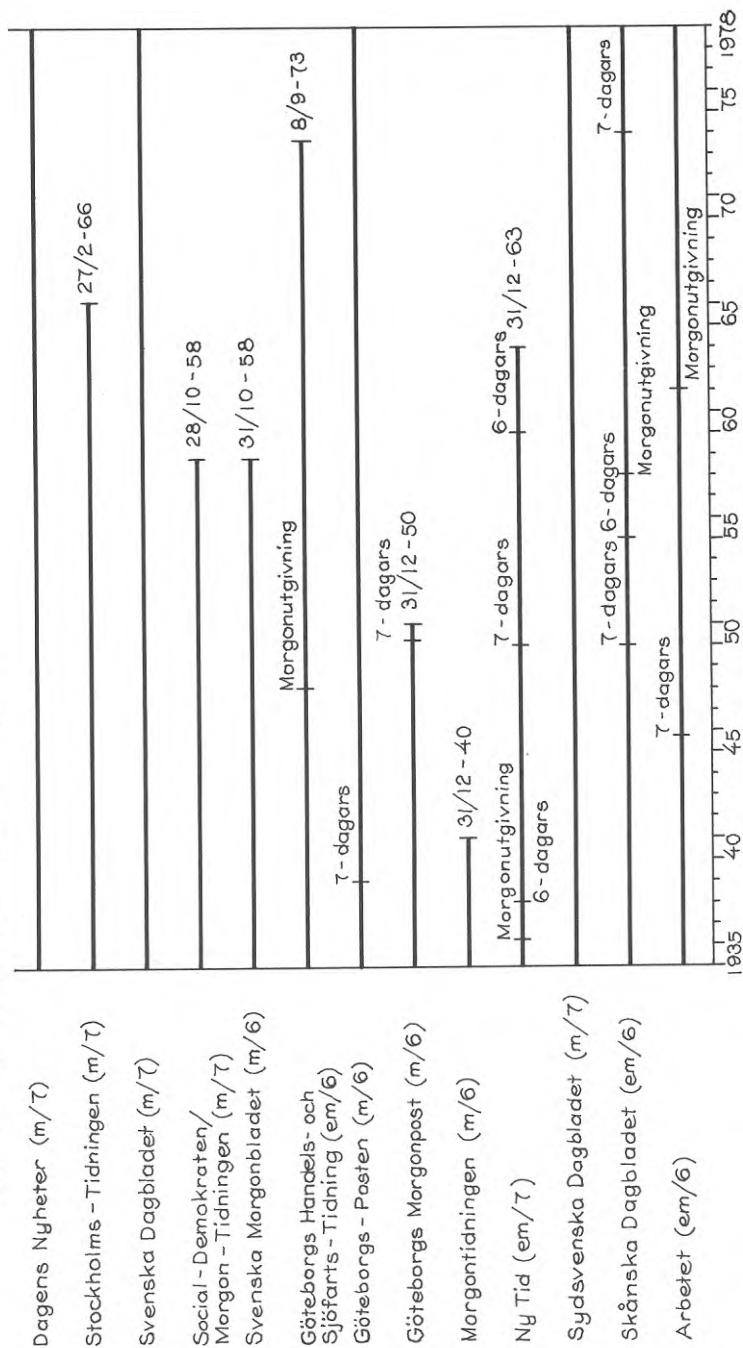 Dagens Nyheter (m/7)
Stockholms-Tidningen (m/7)
27/2-66
Svenska Dagbladet (m/7)
Social-Demokraten/
Morgon-Tidningen (m/7)
28/10-58
Svenska Morgonbladet (m/6)
31/10-58
Göteborgs Handels- och
Sjöfarts-Tidning (em/6)
Morgonutgivning
8/9-73
Göteborgs-Posten (m/6)
7-dagars
Göteborgs Morgonpost (m/6)
7-dagars
31/12-50
Morgontidningen (m/6)
31/12-40
Ny Tid (em/7)
Morgonutgivning
6-dagars
7-dagars
6-dagars
31/12-63
Sydsvenska Dagbladet (m/7)
Skånska Dagbladet (em/6)
7-dagars 6-dagars
Morgonutgivning
7-dagars
Arbetet (em/6)
7-dagars
Morgonutgivning
1935 40 45 50 55 60 65 70 75 1978